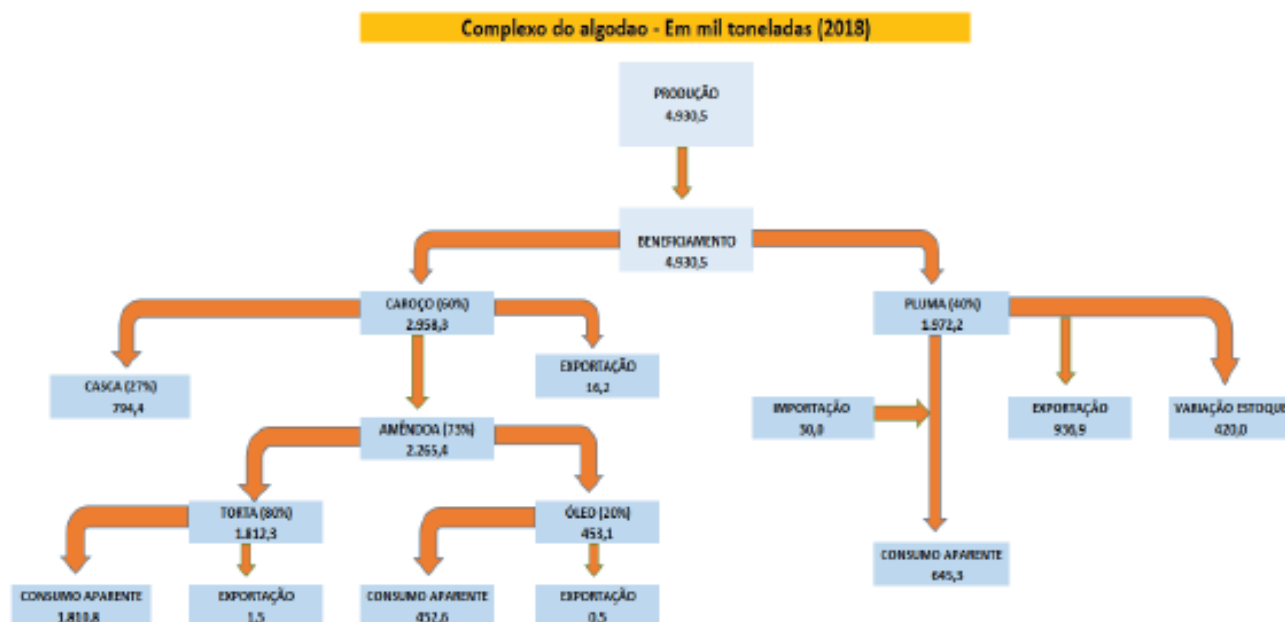 Complexo do algodao - Em mil toneladas (2018)
PRODUÇÃO
4.930,5
BENEFICIAMENTO
4.930,5
CAROÇO (60%)
2.958,3
PLUMA (40%)
1.972,2
CASCA (27%)
794,4
EXPORTAÇÃO
16,2
IMPORTAÇÃO
30,0
EXPORTAÇÃO
936,9
VARIAÇÃO ESTOQUE
420,0
AMÊNDOA (73%)
2.265,4
TORTA (80%)
1.812,3
ÓLEO (20%)
453,1
CONSUMO APARENTE
645,3
CONSUMO APARENTE
1.810,8
EXPORTAÇÃO
1,5
CONSUMO APARENTE
452,6
EXPORTAÇÃO
0,5